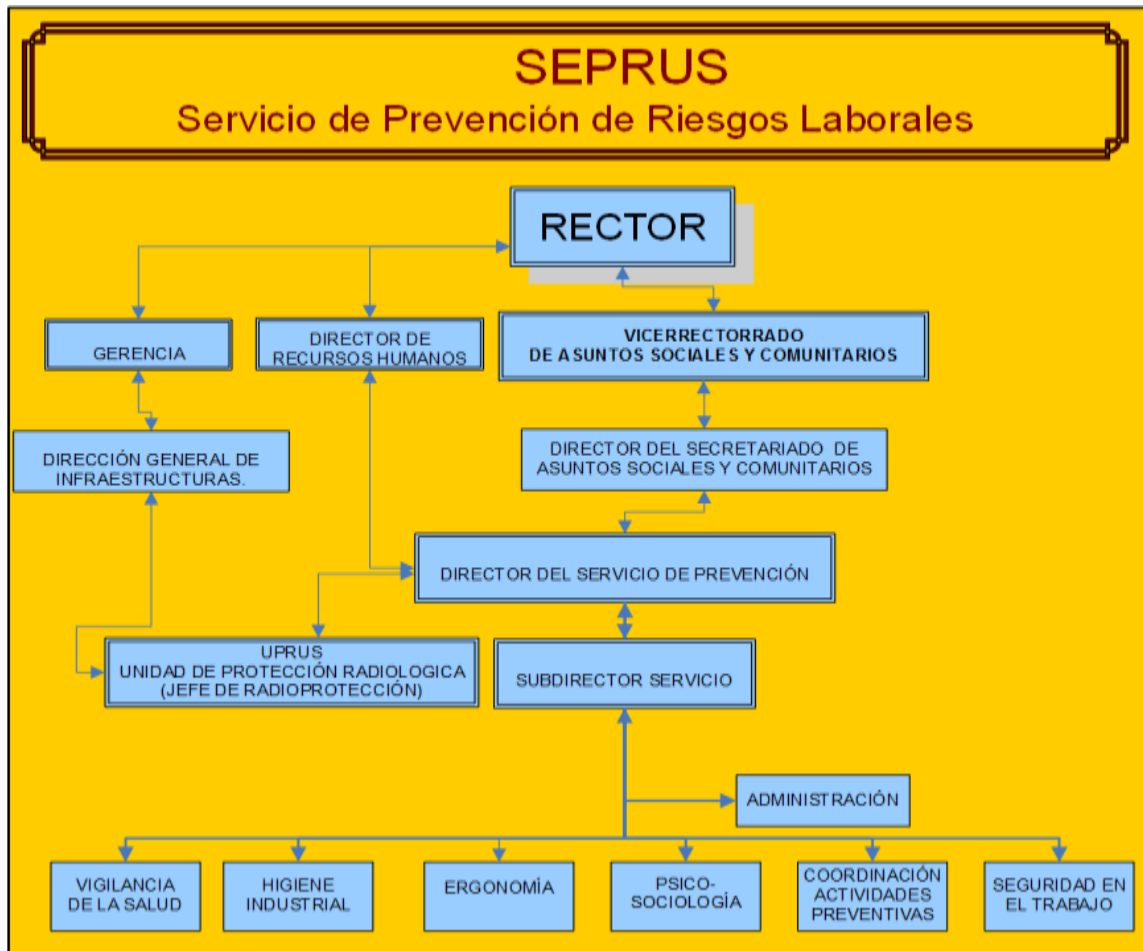 SEPRUS
Servicio de Prevención de Riesgos Laborales
RECTOR
GERENCIA
DIRECTOR DE
RECURSOS HUMANOS
VICERRECTORRADO
DE ASUNTOS SOCIALES Y COMUNITARIOS
DIRECCIÓN GENERAL DE
INFRAESTRUCTURAS.
DIRECTOR DEL SECRETARIADO DE
ASUNTOS SOCIALES Y COMUNITARIOS
DIRECTOR DEL SERVICIO DE PREVENCIÓN
UPRUS
UNIDAD DE PROTECCIÓN RADIOLOGICA
(JEFE DE RADIOPROTECCIÓN)
SUBDIRECTOR SERVICIO
ADMINISTRACIÓN
VIGILANCIA
DE LA SALUD
HIGIENE
INDUSTRIAL
ERGONOMÍA
PSICO-
SOCIOLOGÍA
COORDINACIÓN
ACTIVIDADES
PREVENTIVAS
SEGURIDAD EN
EL TRABAJO